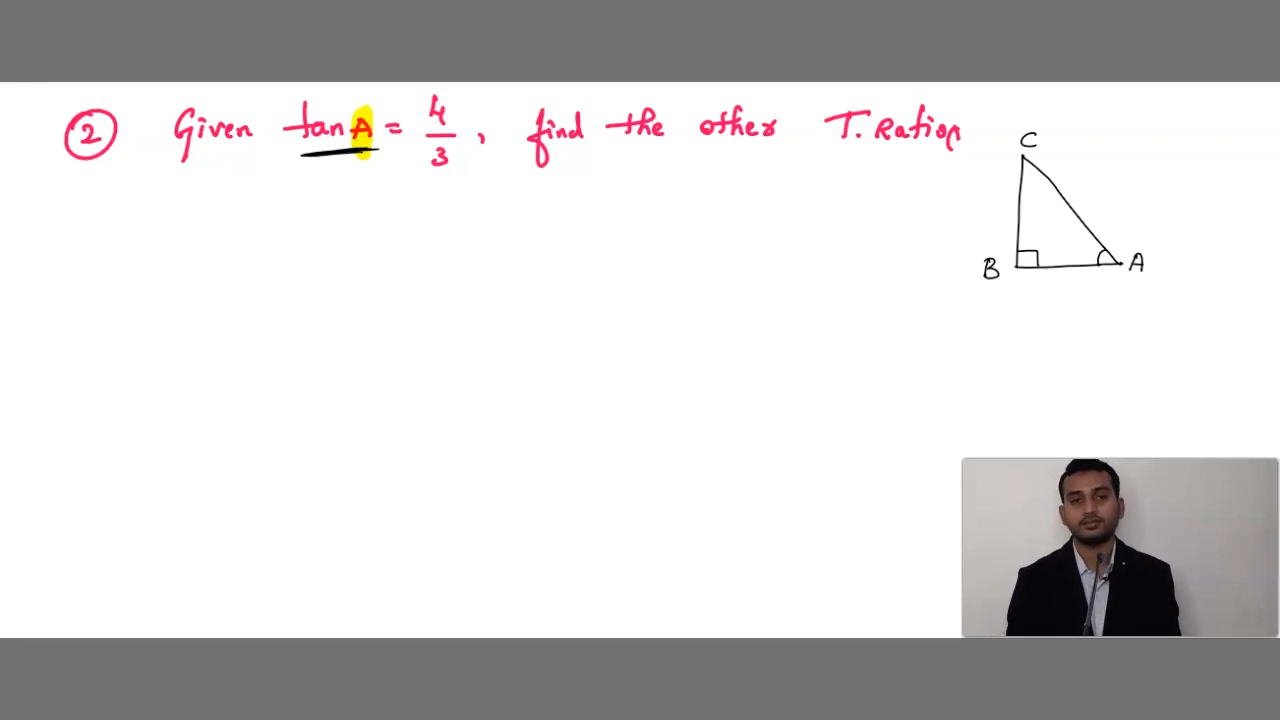 2 Given tan A = 4/3, find the other T. Ratios
C
B
A